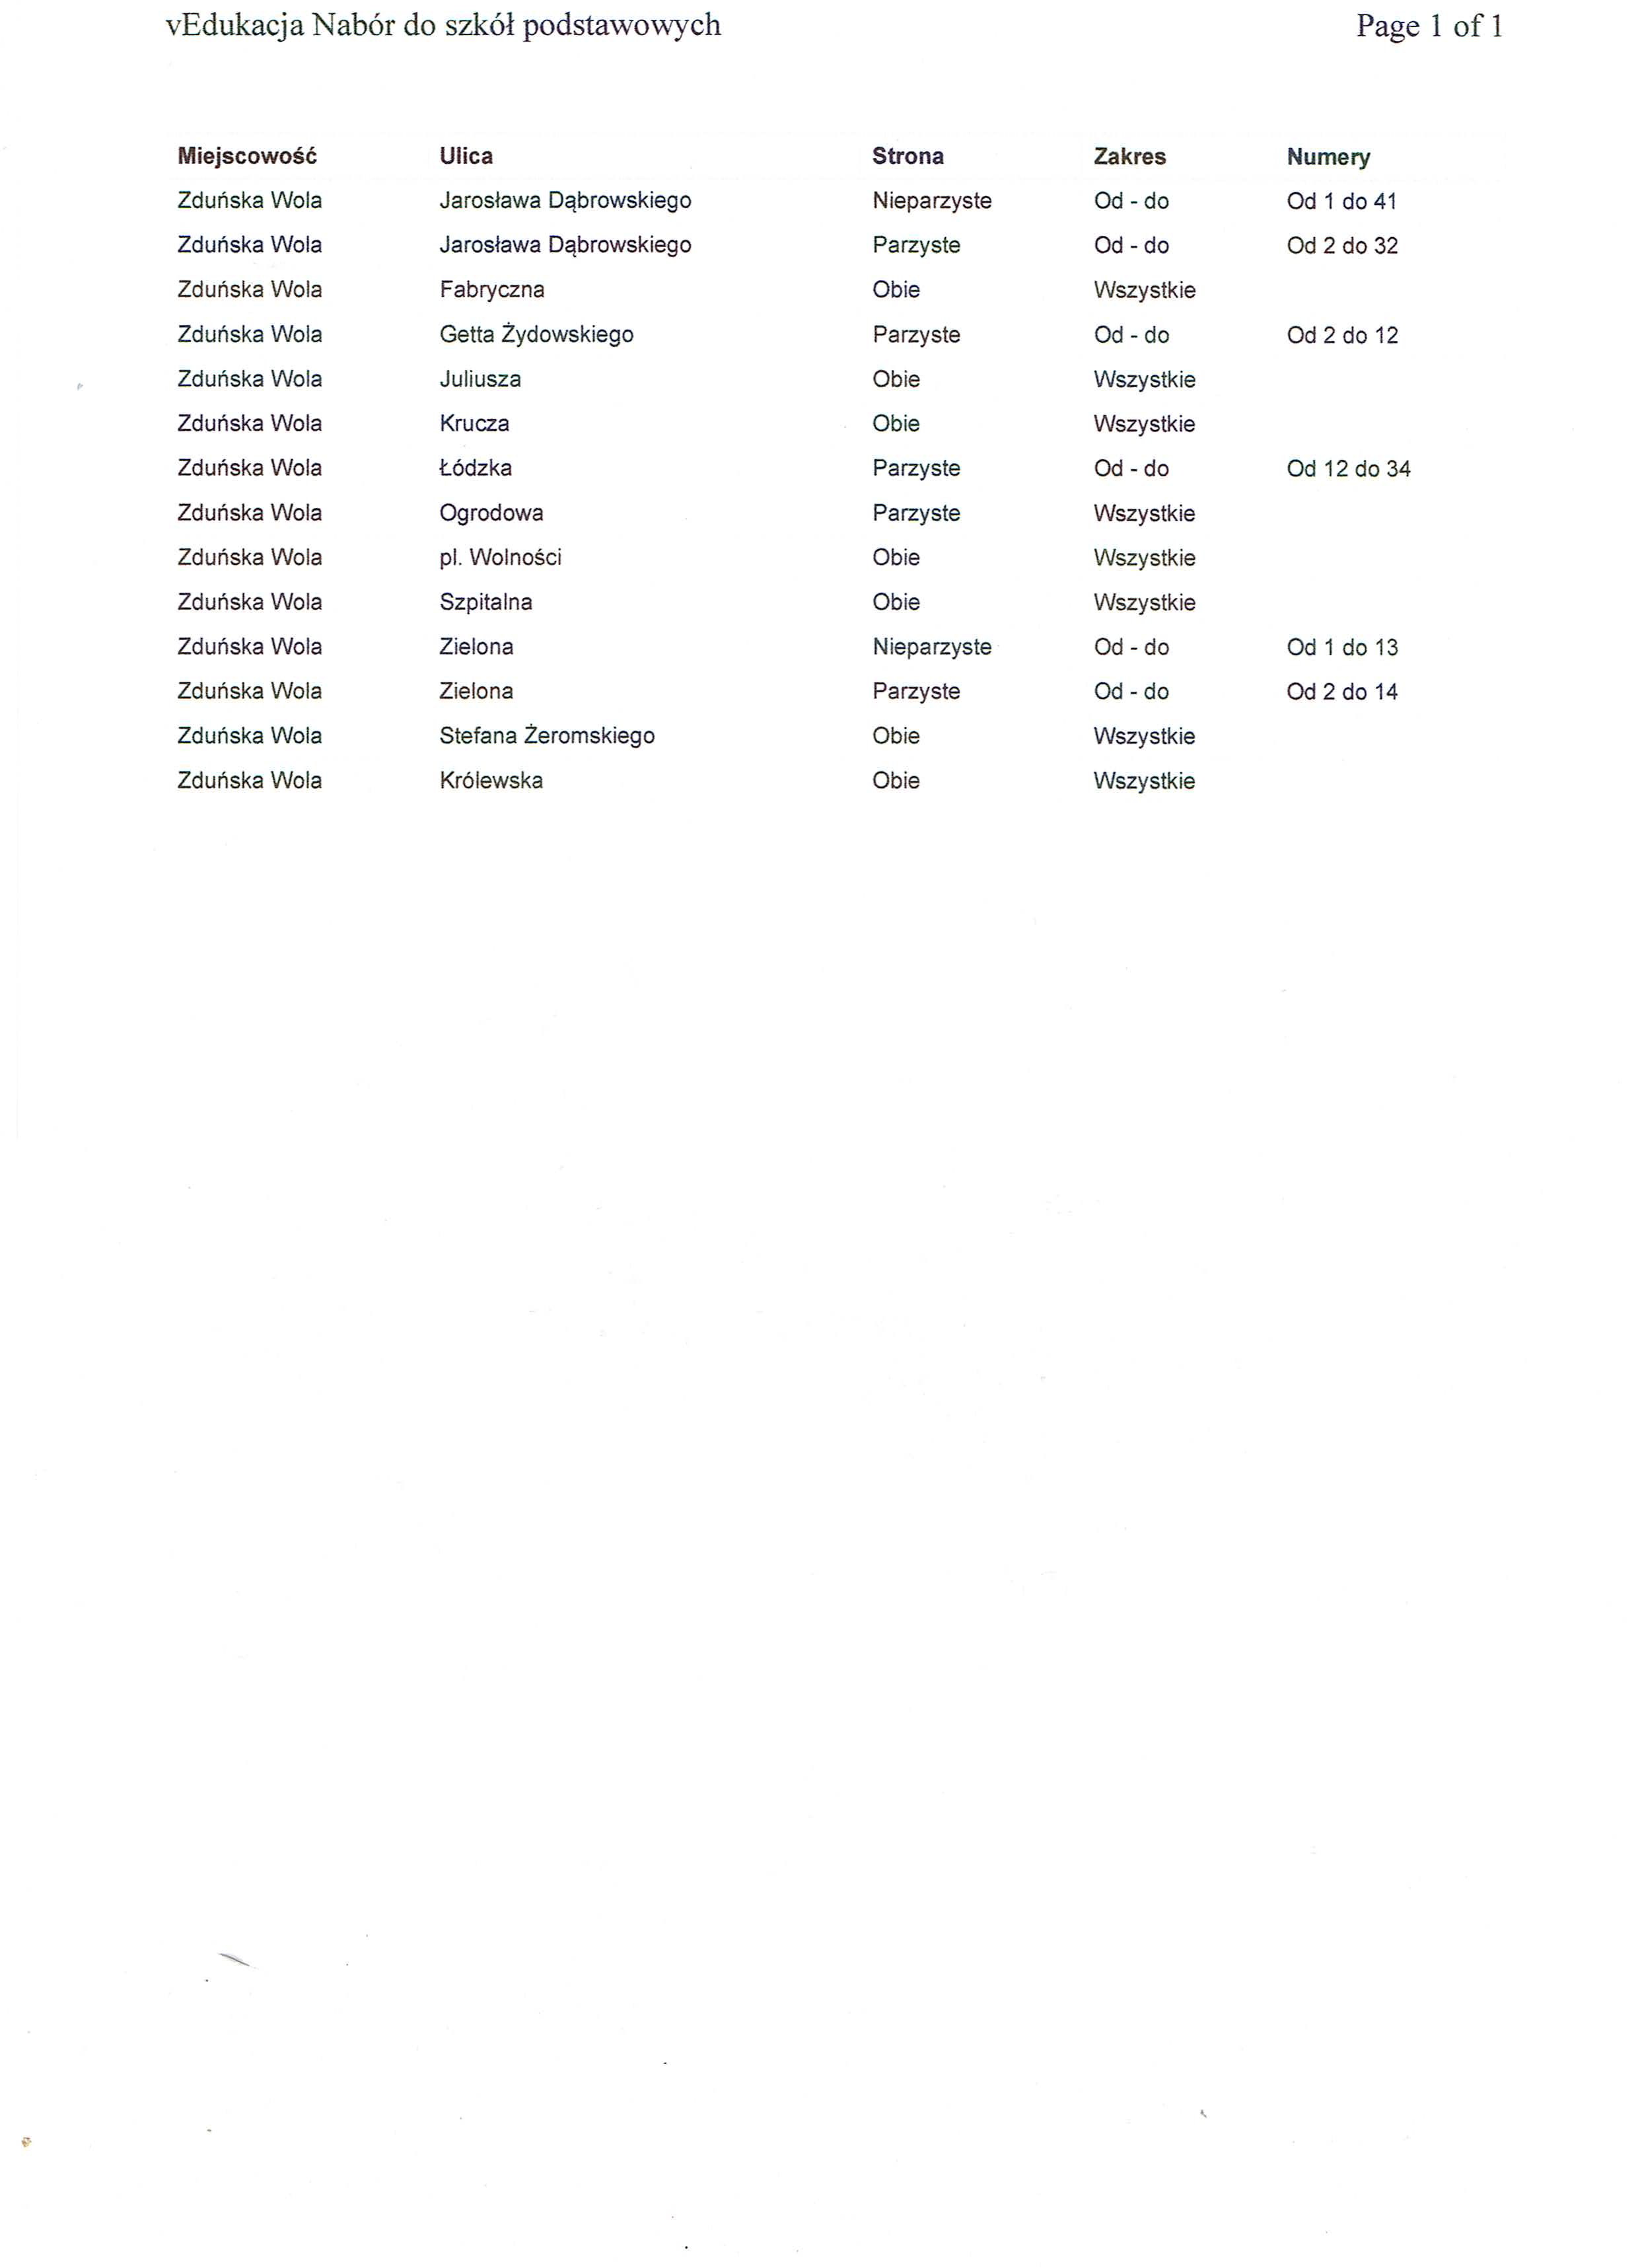 vEdukacja Nabór do szkół podstawowych Page 1 of 1
Miejscowość Ulica Strona Zakres Numery
Zduńska Wola Jarosława Dąbrowskiego Nieparzyste Od - do Od 1 do 41
Zduńska Wola Jarosława Dąbrowskiego Parzyste Od - do Od 2 do 32
Zduńska Wola Fabryczna Obie Wszystkie
Zduńska Wola Getta Żydowskiego Parzyste Od - do Od 2 do 12
Zduńska Wola Juliusza Obie Wszystkie
Zduńska Wola Krucza Obie Wszystkie
Zduńska Wola Łódzka Parzyste Od - do Od 12 do 34
Zduńska Wola Ogrodowa Parzyste Wszystkie
Zduńska Wola pl. Wolności Obie Wszystkie
Zduńska Wola Szpitalna Obie Wszystkie
Zduńska Wola Zielona Nieparzyste Od - do Od 1 do 13
Zduńska Wola Zielona Parzyste Od - do Od 2 do 14
Zduńska Wola Stefana Żeromskiego Obie Wszystkie
Zduńska Wola Królewska Obie Wszystkie